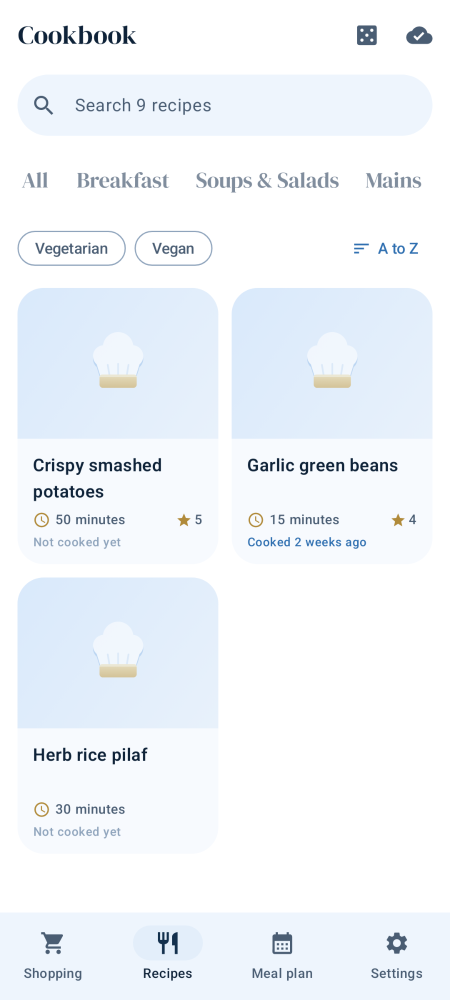 Cookbook
Search 9 recipes
All Breakfast Soups & Salads Mains
Vegetarian Vegan A to Z
Crispy smashed
potatoes
50 minutes 5
Not cooked yet
Garlic green beans
15 minutes 4
Cooked 2 weeks ago
Herb rice pilaf
30 minutes
Not cooked yet
Shopping Recipes Meal plan Settings